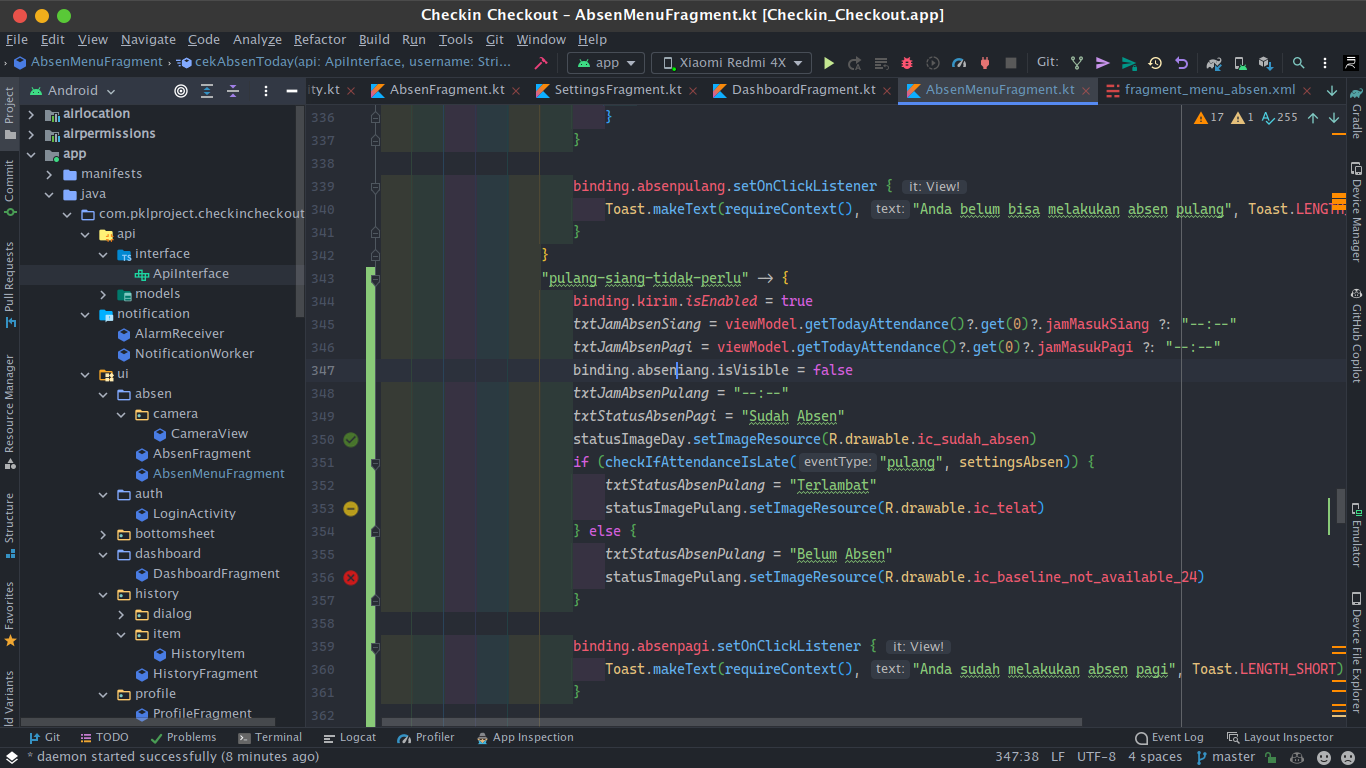 Checkin Checkout – AbsenMenuFragment.kt [Checkin_Checkout.app]
File Edit View Navigate Code Analyze Refactor Build Run Tools Git Window Help
AbsenMenuFragment › cekAbsenToday(api: ApiInterface, username: Stri... app Xiaomi Redmi 4X Git:
Project Android ity.kt AbsenFragment.kt SettingsFragment.kt DashboardFragment.kt AbsenMenuFragment.kt fragment_menu_absen.xml
17 1 255
airlocation
airpermissions
app
manifests
java
com.pklproject.checkincheckout
api
interface
ApiInterface
models
notification
AlarmReceiver
NotificationWorker
ui
absen
camera
CameraView
AbsenFragment
AbsenMenuFragment
auth
LoginActivity
bottomsheet
dashboard
DashboardFragment
history
dialog
item
HistoryItem
HistoryFragment
profile
ProfileFragment
336 }
337 }
338
339 binding.absenpulang.setOnClickListener { it: View!
340 Toast.makeText(requireContext(), text: "Anda belum bisa melakukan absen pulang", Toast.LENGTH
341 }
342 }
343 "pulang-siang-tidak-perlu" -> {
344 binding.kirim.isEnabled = true
345 txtJamAbsenSiang = viewModel.getTodayAttendance()?.get(0)?.jamMasukSiang ?: "--:--"
346 txtJamAbsenPagi = viewModel.getTodayAttendance()?.get(0)?.jamMasukPagi ?: "--:--"
347 binding.abseniang.isVisible = false
348 txtJamAbsenPulang = "--:--"
349 txtStatusAbsenPagi = "Sudah Absen"
350 statusImageDay.setImageResource(R.drawable.ic_sudah_absen)
351 if (checkIfAttendanceIsLate( eventType: "pulang", settingsAbsen)) {
352 txtStatusAbsenPulang = "Terlambat"
353 statusImagePulang.setImageResource(R.drawable.ic_telat)
354 } else {
355 txtStatusAbsenPulang = "Belum Absen"
356 statusImagePulang.setImageResource(R.drawable.ic_baseline_not_available_24)
357 }
358
359 binding.absenpagi.setOnClickListener { it: View!
360 Toast.makeText(requireContext(), text: "Anda sudah melakukan absen pagi", Toast.LENGTH_SHORT)
361 }
362
Commit
Pull Requests
Resource Manager
Structure
Favorites
ld Variants
Gradle
Device Manager
GitHub Copilot
Emulator
Device File Explorer
Git TODO Problems Terminal Logcat Profiler App Inspection Event Log Layout Inspector
* daemon started successfully (8 minutes ago) 347:38 LF UTF-8 4 spaces master